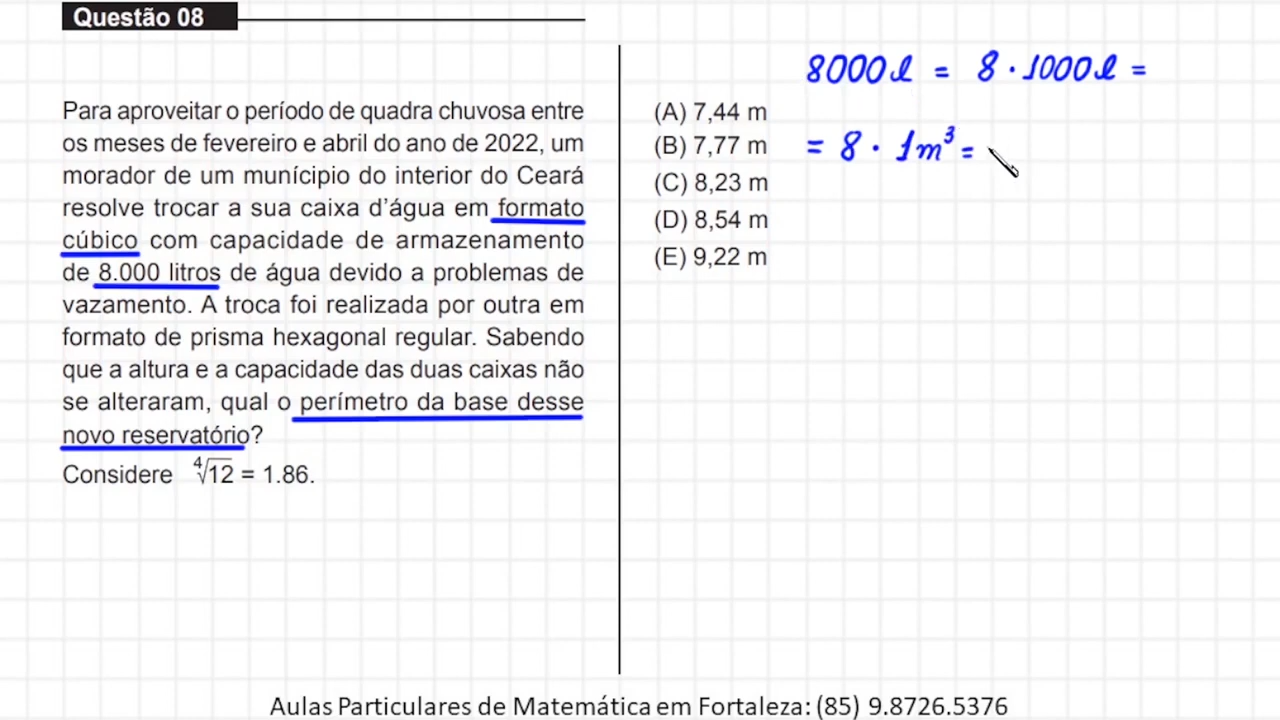 Questão 08
Para aproveitar o período de quadra chuvosa entre
os meses de fevereiro e abril do ano de 2022, um
morador de um munícipio do interior do Ceará
resolve trocar a sua caixa d’água em formato
cúbico com capacidade de armazenamento
de 8.000 litros de água devido a problemas de
vazamento. A troca foi realizada por outra em
formato de prisma hexagonal regular. Sabendo
que a altura e a capacidade das duas caixas não
se alteraram, qual o perímetro da base desse
novo reservatório?
Considere ∜12 = 1.86.
(A) 7,44 m
(B) 7,77 m
(C) 8,23 m
(D) 8,54 m
(E) 9,22 m
8000l = 8 · 1000l =
= 8 · 1m³ =
Aulas Particulares de Matemática em Fortaleza: (85) 9.8726.5376